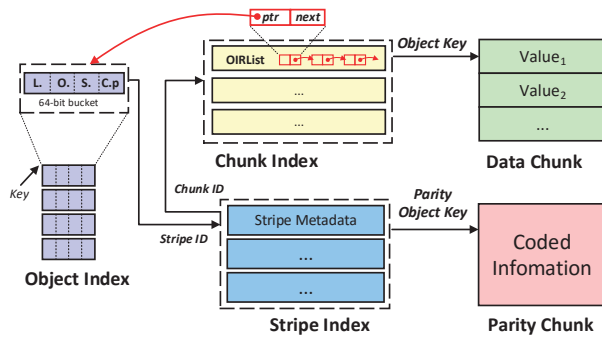 ptr next
L. O. S. C.p
64-bit bucket
Key
Object Index
OIRList
...
...
Chunk Index
Object Key
Value1
Value2
...
Data Chunk
Chunk ID
Stripe ID
Stripe Metadata
...
...
Stripe Index
Parity
Object Key
Coded
Infomation
Parity Chunk